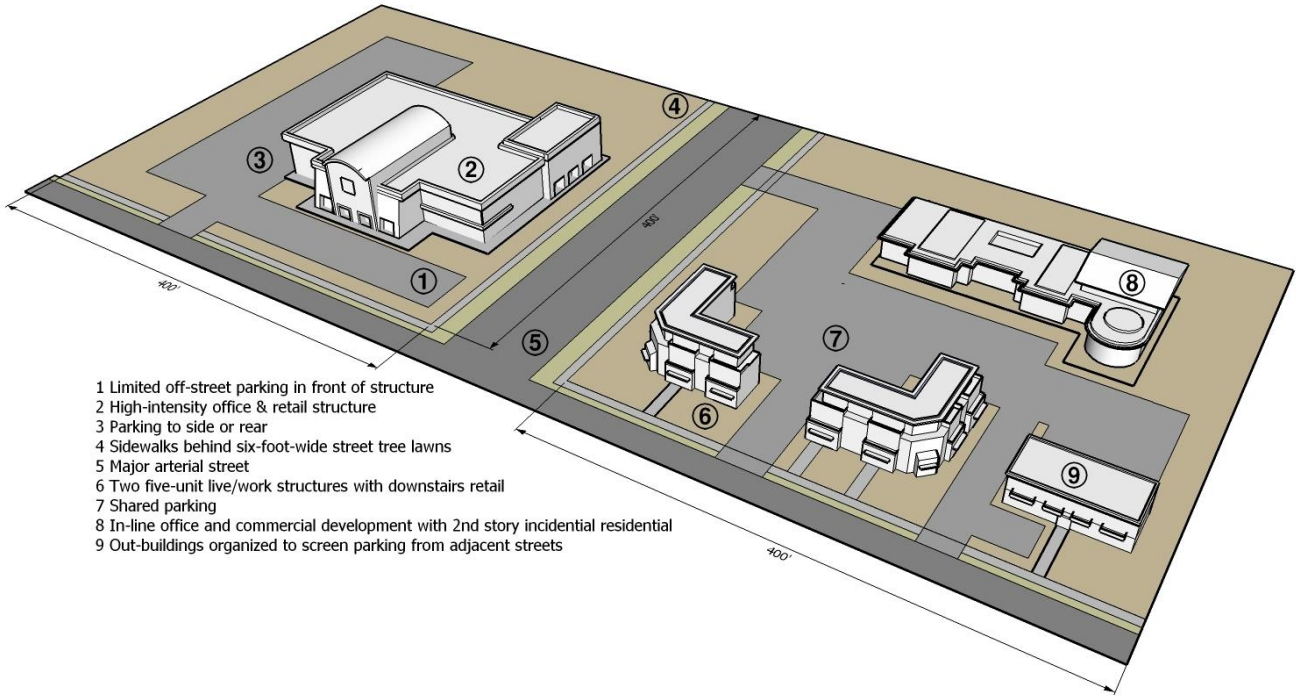 4
3
2
400'
1
8
400'
5
7
6
9
1 Limited off-street parking in front of structure
2 High-intensity office & retail structure
3 Parking to side or rear
4 Sidewalks behind six-foot-wide street tree lawns
5 Major arterial street
6 Two five-unit live/work structures with downstairs retail
7 Shared parking
8 In-line office and commercial development with 2nd story incidential residential
9 Out-buildings organized to screen parking from adjacent streets
400'